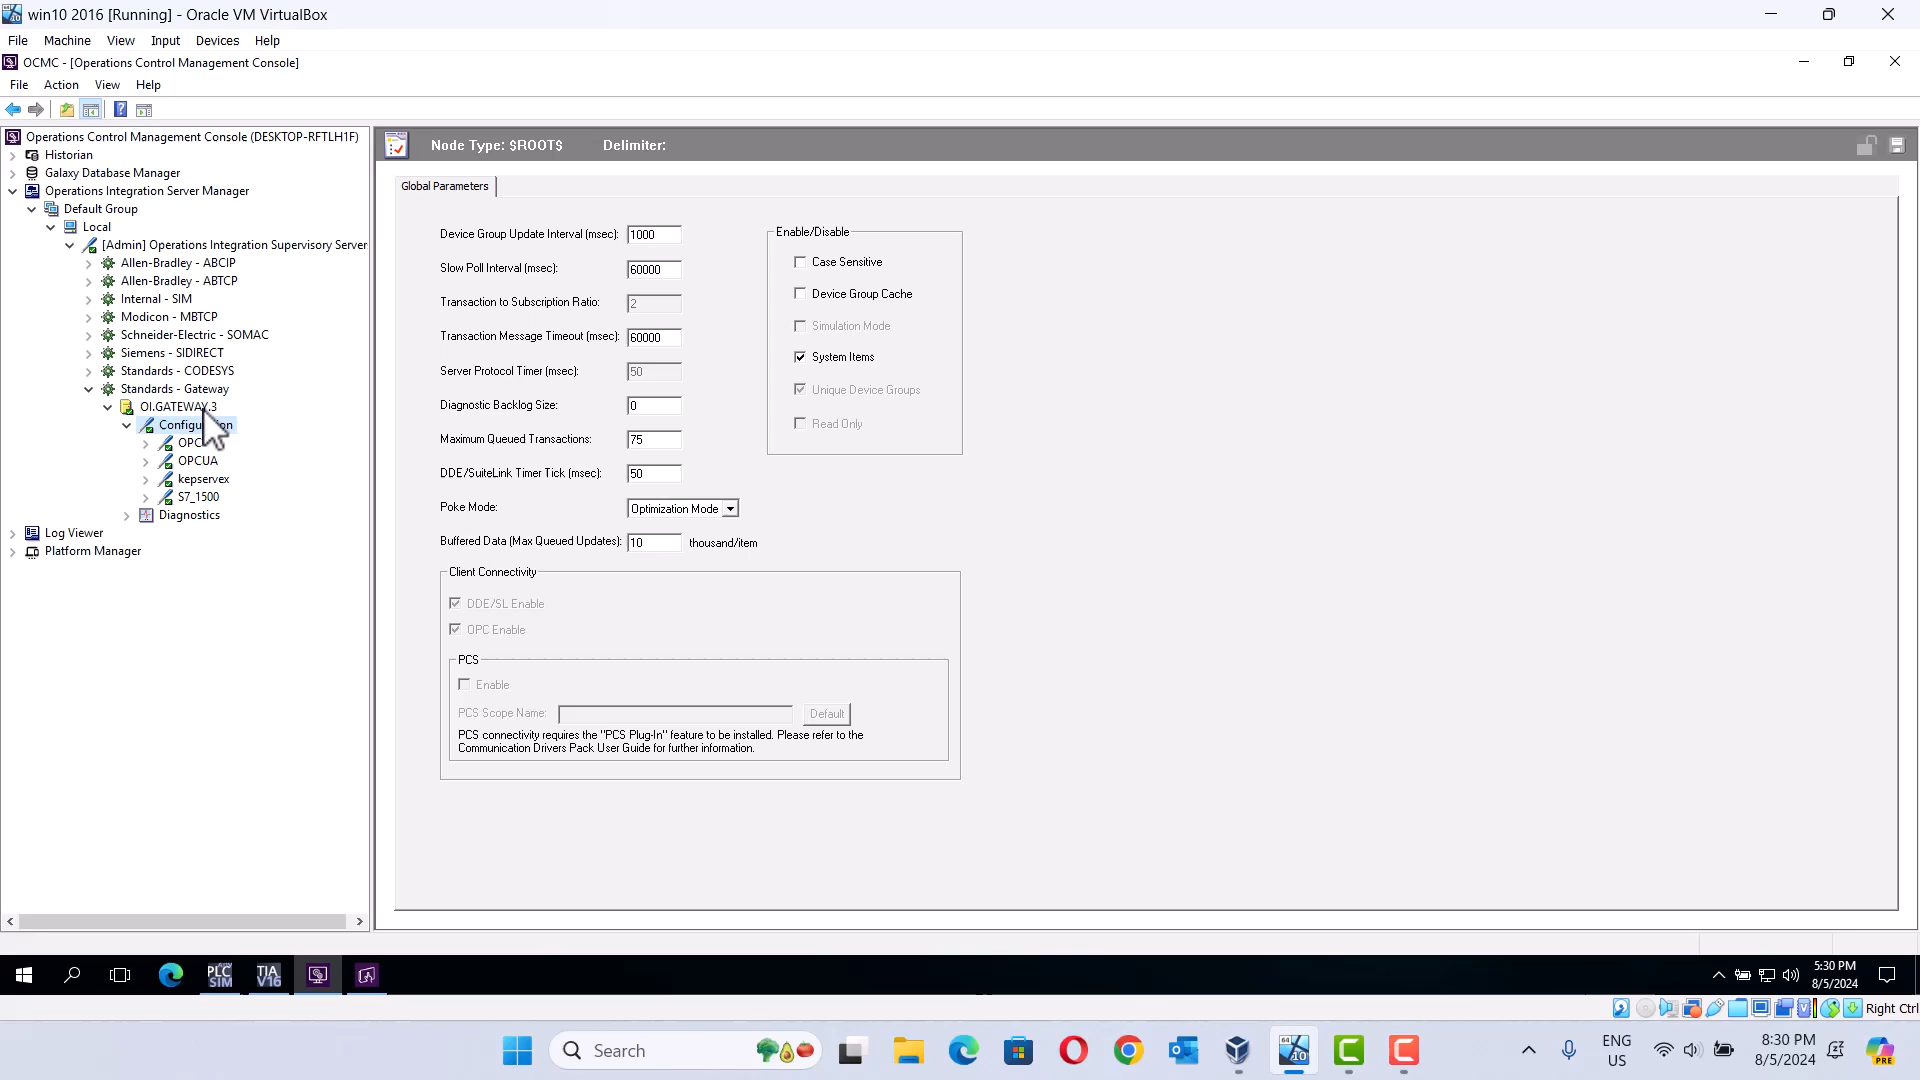 win10 2016 [Running] - Oracle VM VirtualBox
File Machine View Input Devices Help
OCMC - [Operations Control Management Console]
File Action View Help
Operations Control Management Console (DESKTOP-RFTLH1F)
Historian
Galaxy Database Manager
Operations Integration Server Manager
Default Group
Local
[Admin] Operations Integration Supervisory Server
Allen-Bradley - ABCIP
Allen-Bradley - ABTCP
Internal - SIM
Modicon - MBTCP
Schneider-Electric - SOMAC
Siemens - SIDIRECT
Standards - CODESYS
Standards - Gateway
OI.GATEWAY.3
Configuration
OPC
OPCUA
kepservex
S7_1500
Diagnostics
Log Viewer
Platform Manager
Node Type: $ROOT$ Delimiter:
Global Parameters
Device Group Update Interval (msec): 1000
Slow Poll Interval (msec): 60000
Transaction to Subscription Ratio: 2
Transaction Message Timeout (msec): 60000
Server Protocol Timer (msec): 50
Diagnostic Backlog Size: 0
Maximum Queued Transactions: 75
DDE/SuiteLink Timer Tick (msec): 50
Poke Mode: Optimization Mode
Buffered Data (Max Queued Updates): 10 thousand/item
Enable/Disable
Case Sensitive
Device Group Cache
Simulation Mode
System Items
Unique Device Groups
Read Only
Client Connectivity
DDE/SL Enable
OPC Enable
PCS
Enable
PCS Scope Name: Default
PCS connectivity requires the "PCS Plug-In" feature to be installed. Please refer to the
Communication Drivers Pack User Guide for further information.
PLC SIM
TIA V16
5:30 PM
8/5/2024
Right Ctrl
Search
64
10
ENG
US
8:30 PM
8/5/2024
PRE